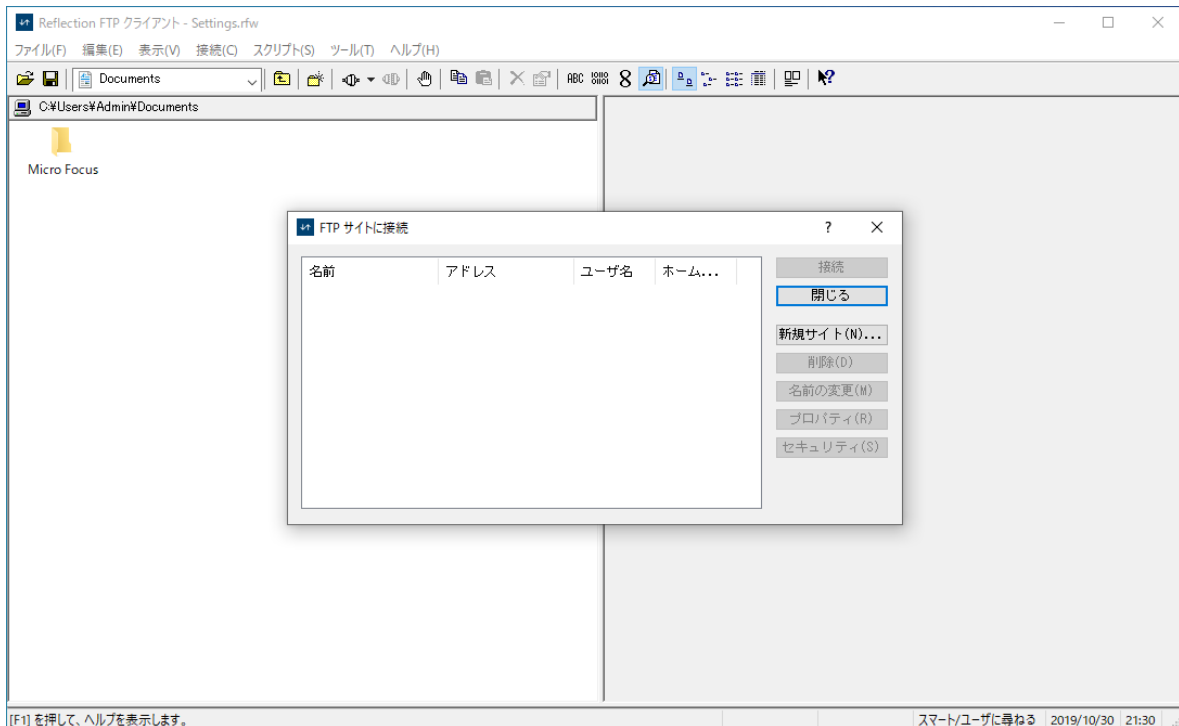 Reflection FTP クライアント - Settings.rfw
ファイル(F) 編集(E) 表示(V) 接続(C) スクリプト(S) ツール(T) ヘルプ(H)
Documents
ABC
C:¥Users¥Admin¥Documents
Micro Focus
FTP サイトに接続
名前 アドレス ユーザ名 ホーム...
接続
閉じる
新規サイト(N)...
削除(D)
名前の変更(M)
プロパティ(R)
セキュリティ(S)
[F1] を押して、ヘルプを表示します。 スマート/ユーザに尋ねる 2019/10/30 21:30